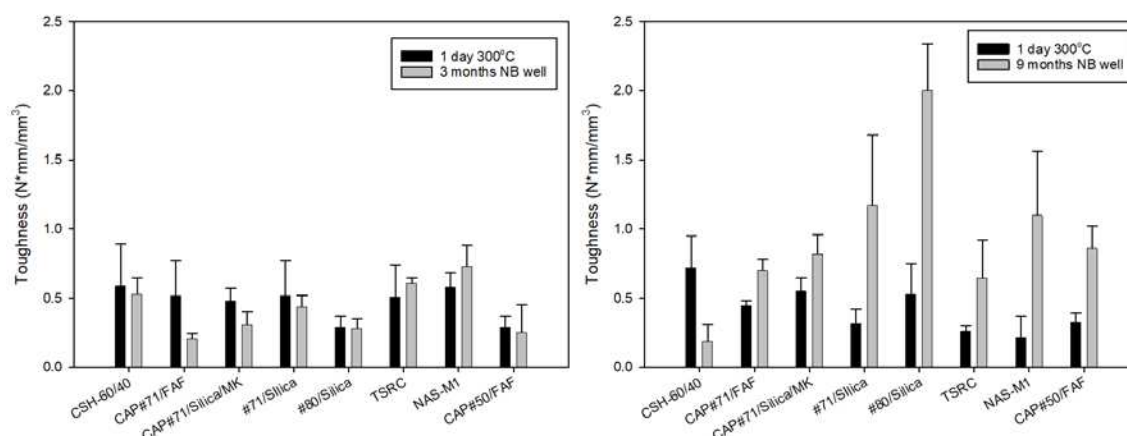 2.5
2.0
1.5
1.0
0.5
0.0
Toughness (N*mm/mm³)
1 day 300°C
3 months NB well
CSH-60/40
CAP#71/FAF
CAP#71/Silica/MK
#71/Silica
#80/Silica
TSRC
NAS-M1
CAP#50/FAF
2.5
2.0
1.5
1.0
0.5
0.0
Toughness (N*mm/mm³)
1 day 300°C
9 months NB well
CSH-60/40
CAP#71/FAF
CAP#71/Silica/MK
#71/Silica
#80/Silica
TSRC
NAS-M1
CAP#50/FAF